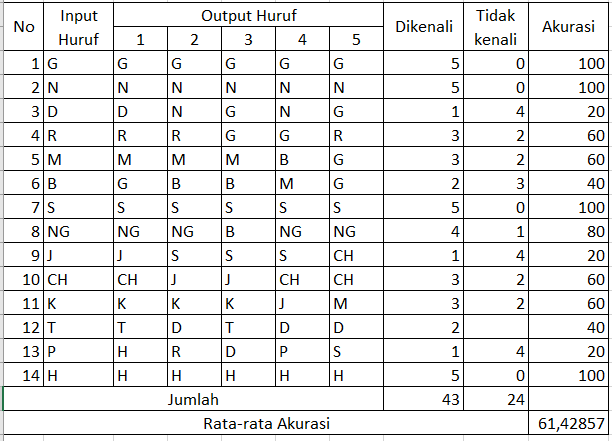 No Input Huruf Output Huruf Dikenali Tidak kenali Akurasi
1 2 3 4 5
1 G G G G G G 5 0 100
2 N N N N N N 5 0 100
3 D D N G N G 1 4 20
4 R R R G G R 3 2 60
5 M M M M B G 3 2 60
6 B G B B M G 2 3 40
7 S S S S S S 5 0 100
8 NG NG NG B NG NG 4 1 80
9 J J S S S CH 1 4 20
10 CH CH J J CH CH 3 2 60
11 K K K K J M 3 2 60
12 T T D T D D 2 40
13 P H R D P S 1 4 20
14 H H H H H H 5 0 100
Jumlah 43 24
Rata-rata Akurasi 61,42857